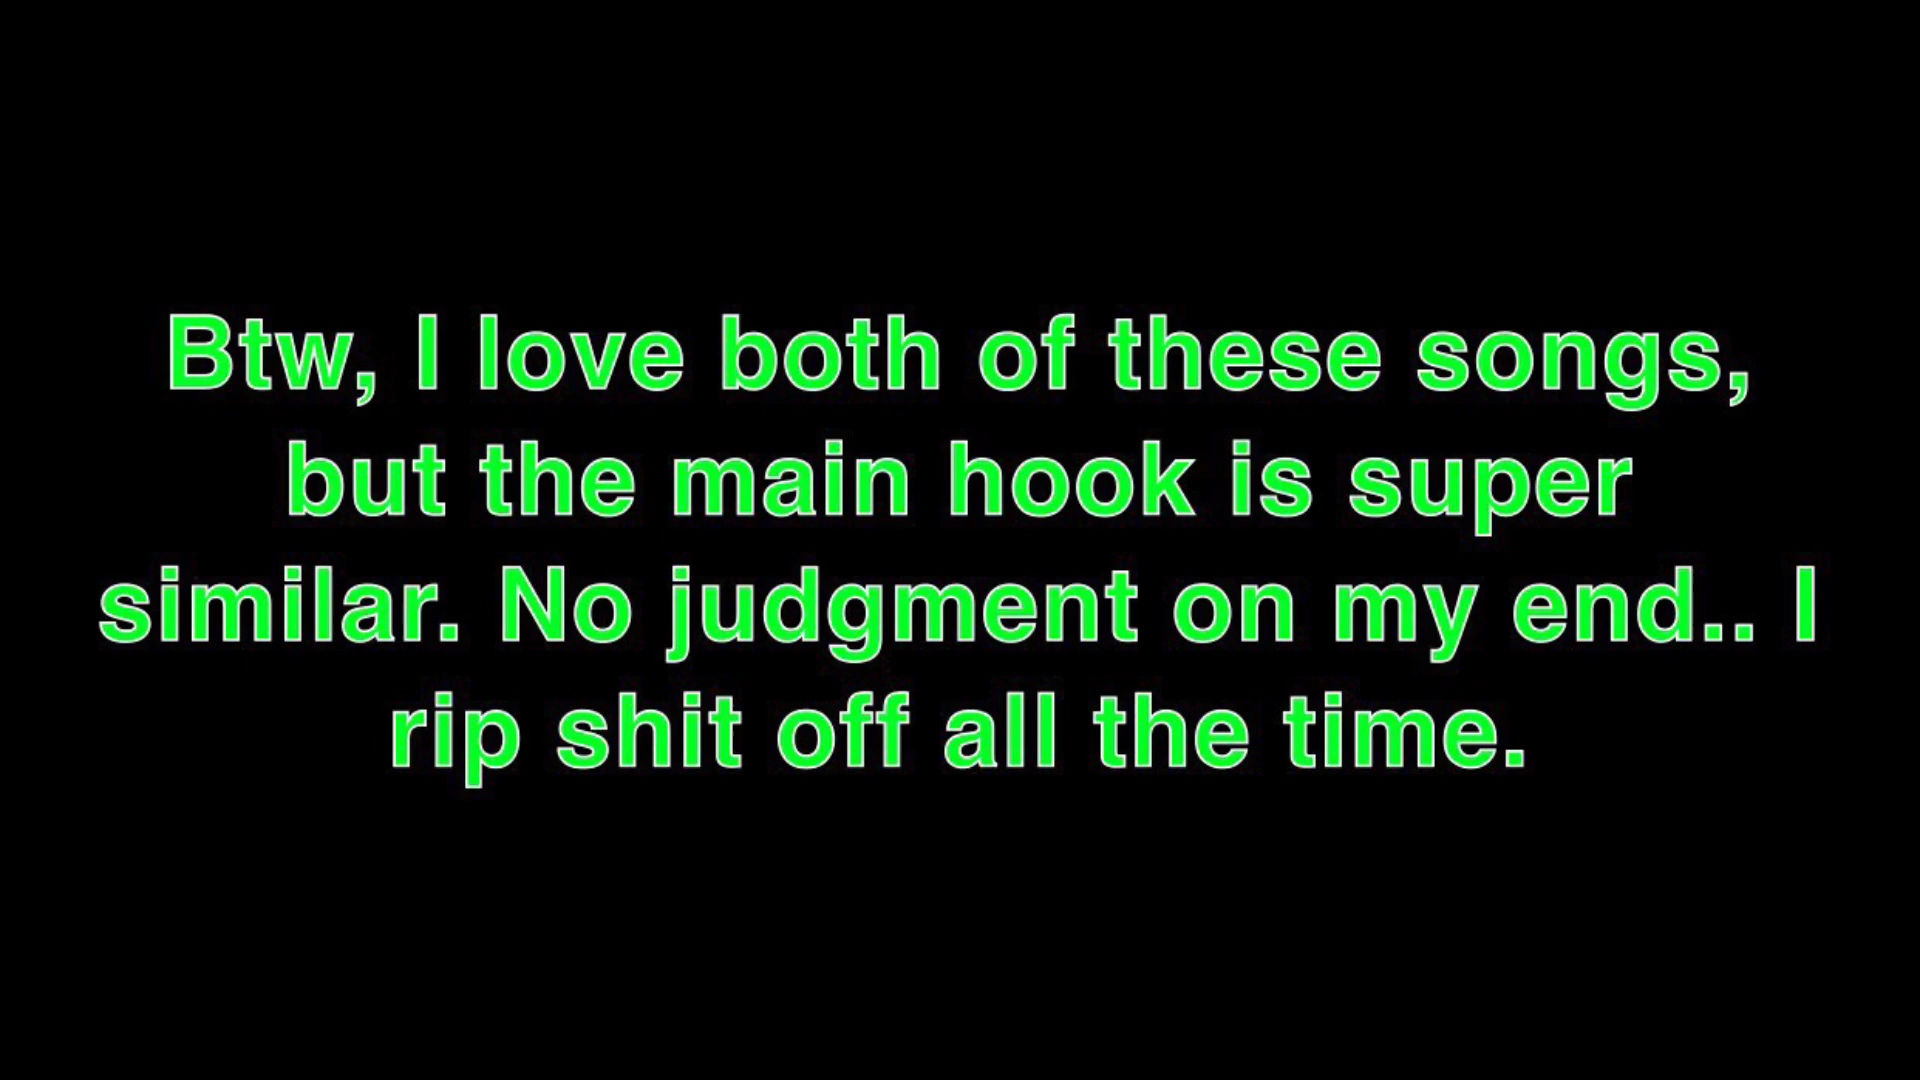 Btw, I love both of these songs,
but the main hook is super
similar. No judgment on my end.. I
rip shit off all the time.